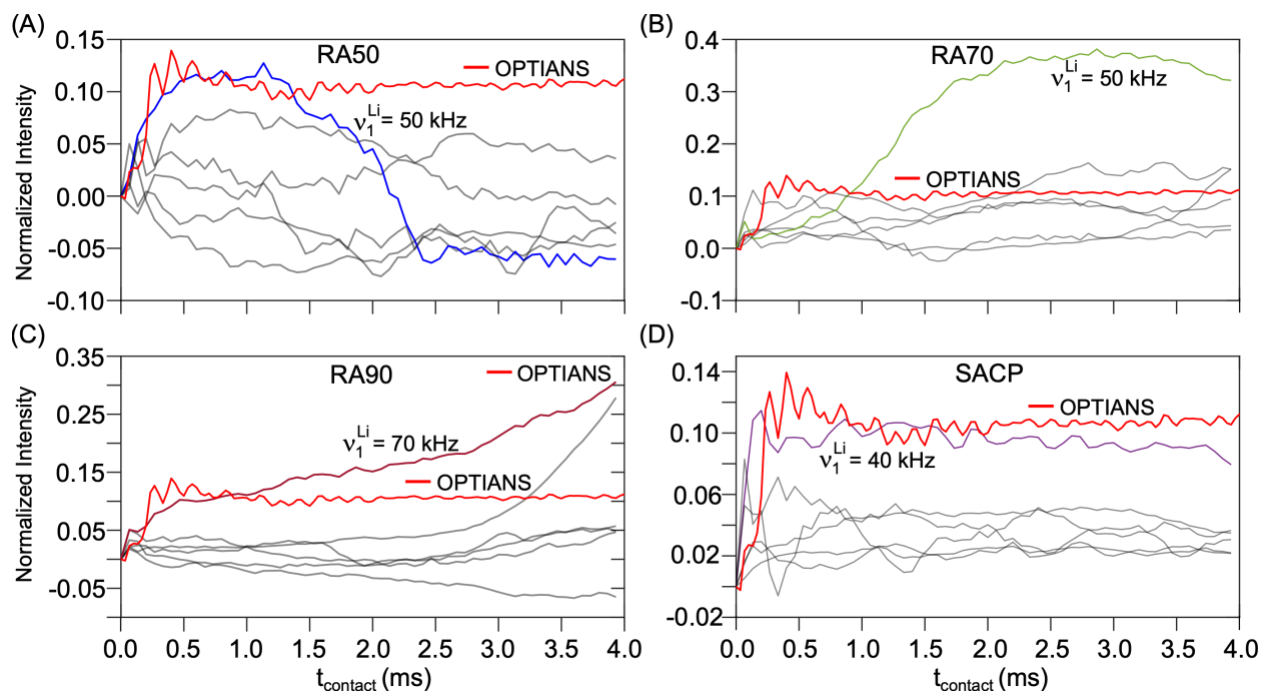 (A)
RA50
0.15
0.10
0.05
0.00
-0.05
-0.10
Normalized Intensity
OPTIANS
ν₁ᴸⁱ = 50 kHz
(B)
RA70
0.4
0.3
0.2
0.1
0.0
-0.1
ν₁ᴸⁱ = 50 kHz
OPTIANS
(C)
RA90
0.35
0.25
0.15
0.05
-0.05
Normalized Intensity
OPTIANS
ν₁ᴸⁱ = 70 kHz
OPTIANS
0.0 0.5 1.0 1.5 2.0 2.5 3.0 3.5 4.0
t_contact (ms)
(D)
SACP
0.14
0.10
0.06
0.02
-0.02
OPTIANS
ν₁ᴸⁱ = 40 kHz
0.0 0.5 1.0 1.5 2.0 2.5 3.0 3.5 4.0
t_contact (ms)